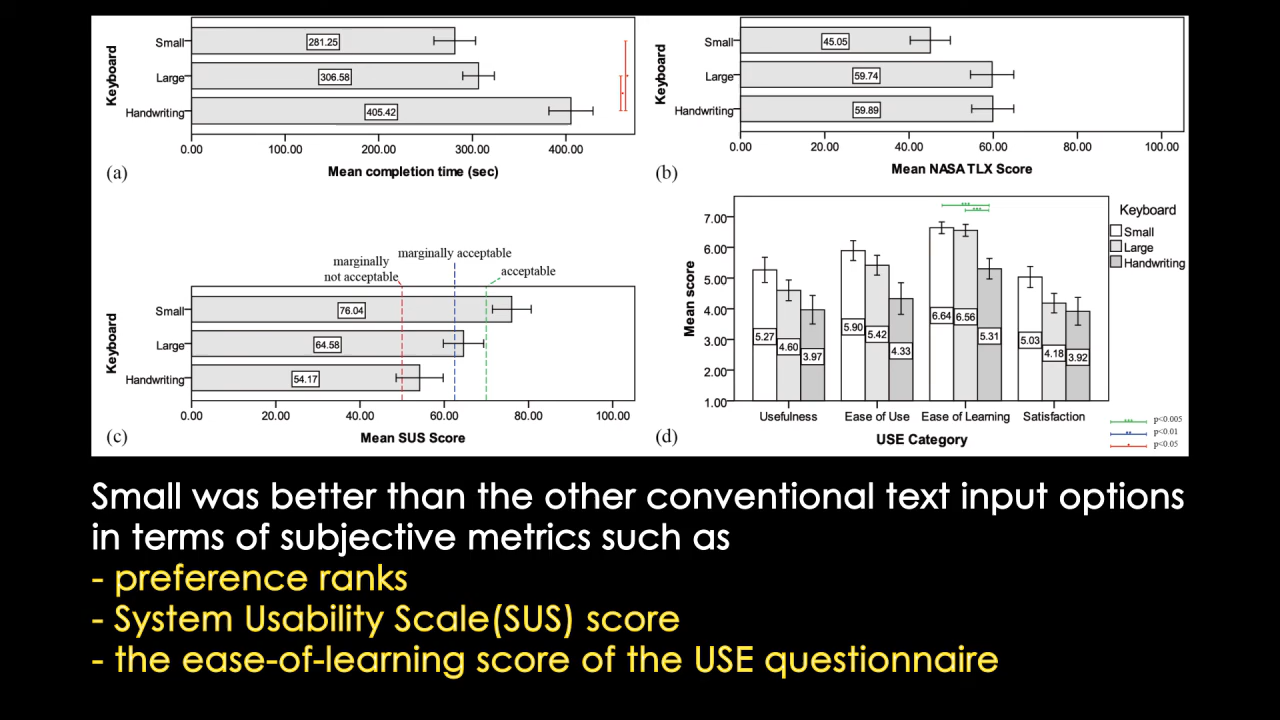 Keyboard
Small
281.25
Large
306.58
Handwriting
405.42
0.00 100.00 200.00 300.00 400.00
(a) Mean completion time (sec)
Keyboard
Small
45.05
Large
59.74
Handwriting
59.89
0.00 20.00 40.00 60.00 80.00 100.00
(b) Mean NASA TLX Score
marginally not acceptable
marginally acceptable
acceptable
Keyboard
Small
76.04
Large
64.58
Handwriting
54.17
0.00 20.00 40.00 60.00 80.00 100.00
(c) Mean SUS Score
Mean score
7.00
6.00
5.00
4.00
3.00
2.00
1.00
*** ***
5.27 4.60 3.97
5.90 5.42 4.33
6.64 6.56 5.31
5.03 4.18 3.92
Usefulness Ease of Use Ease of Learning Satisfaction
(d) USE Category
Keyboard
Small
Large
Handwriting
*** p<0.005
** p<0.01
* p<0.05
Small was better than the other conventional text input options
in terms of subjective metrics such as
- preference ranks
- System Usability Scale(SUS) score
- the ease-of-learning score of the USE questionnaire